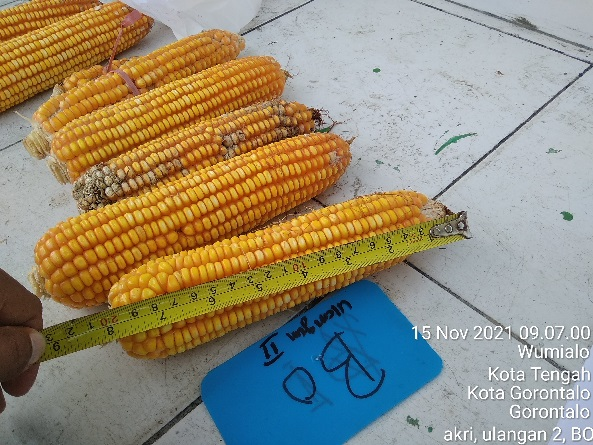 Ulangan
II
BO
15 Nov 2021 09.07.00
Wumialo
Kota Tengah
Kota Gorontalo
Gorontalo
akri, ulangan 2, BO